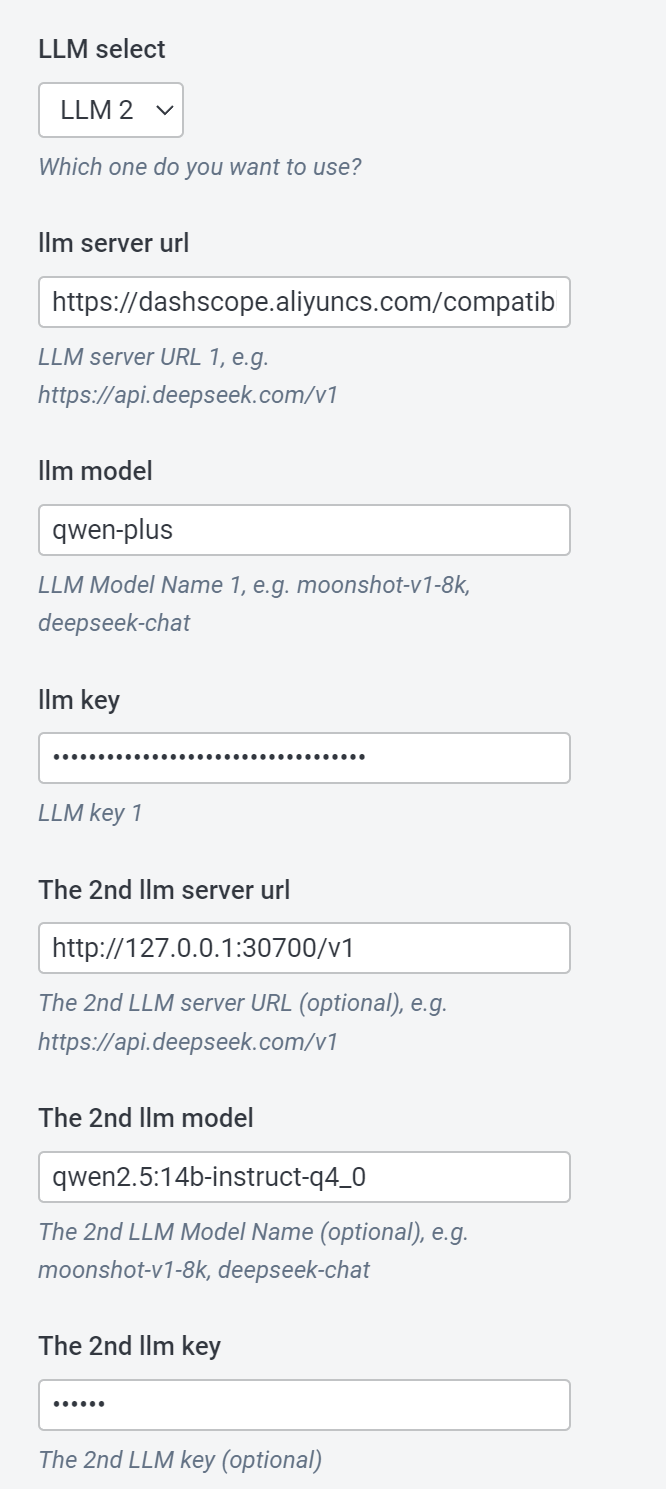 LLM select
LLM 2
Which one do you want to use?
llm server url
https://dashscope.aliyuncs.com/compatib
LLM server URL 1, e.g.
https://api.deepseek.com/v1
llm model
qwen-plus
LLM Model Name 1, e.g. moonshot-v1-8k,
deepseek-chat
llm key
•••••••••••••••••••••••••••••••••••
LLM key 1
The 2nd llm server url
http://127.0.0.1:30700/v1
The 2nd LLM server URL (optional), e.g.
https://api.deepseek.com/v1
The 2nd llm model
qwen2.5:14b-instruct-q4_0
The 2nd LLM Model Name (optional), e.g.
moonshot-v1-8k, deepseek-chat
The 2nd llm key
••••••
The 2nd LLM key (optional)